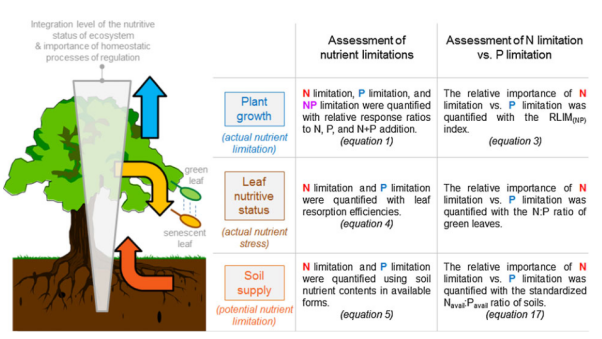 Integration level of the nutritive
status of ecosystem
& importance of homeostatic
processes of regulation
green
leaf
senescent
leaf
Assessment of
nutrient limitations
Assessment of N limitation
vs. P limitation
Plant
growth
(actual nutrient
limitation)
N limitation, P limitation, and
NP limitation were quantified
with relative response ratios
to N, P, and N+P addition.
(equation 1)
The relative importance of N
limitation vs. P limitation was
quantified with the RLIM(NP)
index.
(equation 3)
Leaf
nutritive
status
(actual nutrient
stress)
N limitation and P limitation
were quantified with leaf
resorption efficiencies.
(equation 4)
The relative importance of N
limitation vs. P limitation was
quantified with the N:P ratio of
green leaves.
Soil
supply
(potential nutrient
limitation)
N limitation and P limitation
were quantified using soil
nutrient contents in available
forms.
(equation 5)
The relative importance of N
limitation vs. P limitation was
quantified with the standardized
Navail:Pavail ratio of soils.
(equation 17)